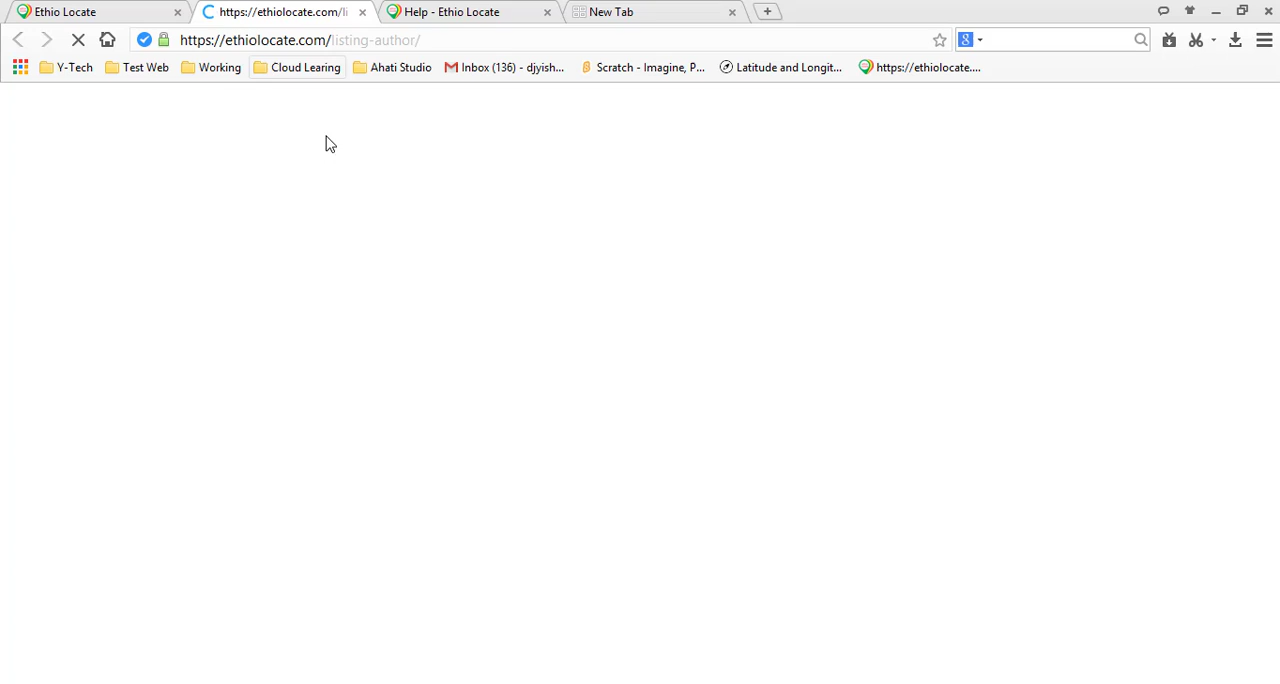 Ethio Locate
https://ethiolocate.com/li
Help - Ethio Locate
New Tab
https://ethiolocate.com/listing-author/
Y-Tech
Test Web
Working
Cloud Learing
Ahati Studio
Inbox (136) - djyish...
Scratch - Imagine, P...
Latitude and Longit...
https://ethiolocate....